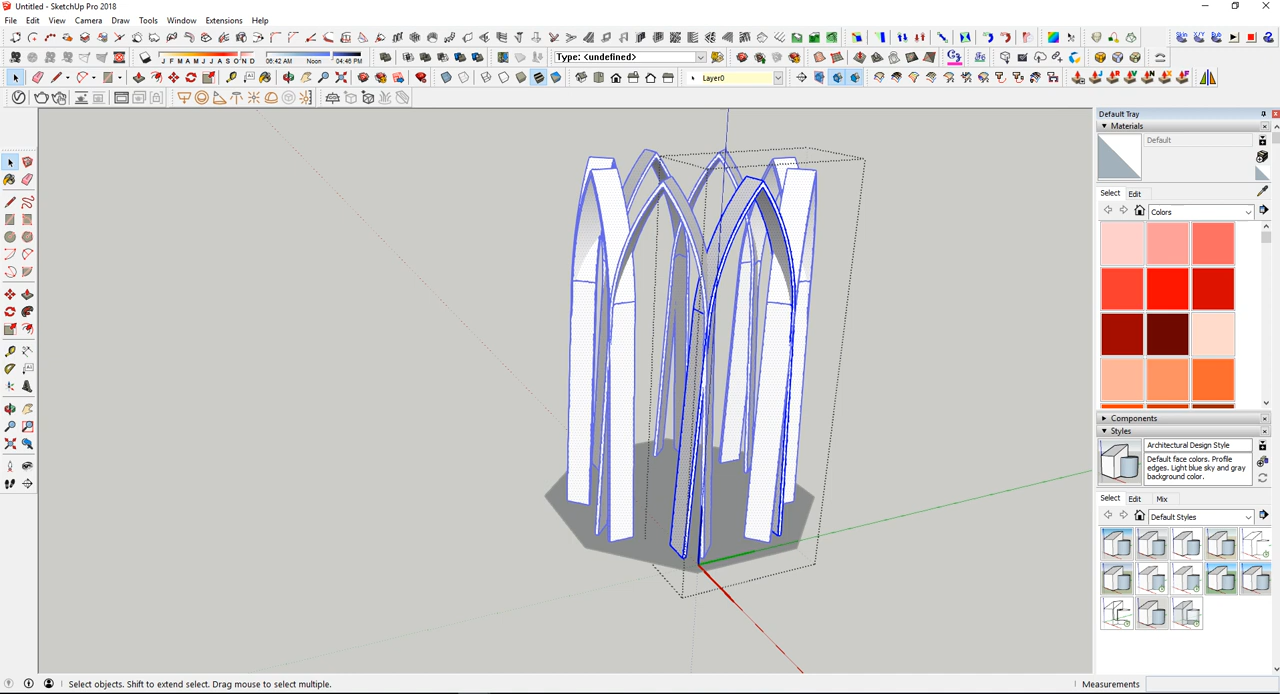 Untitled - SketchUp Pro 2018
File Edit View Camera Draw Tools Window Extensions Help
J F M A M J J A S O N D 06:42 AM Noon 04:46 PM
Type: <undefined>
Layer0
Default Tray
Materials
Default
Select Edit
Colors
Components
Styles
Architectural Design Style
Default face colors. Profile
edges. Light blue sky and gray
background color.
Select Edit Mix
Default Styles
Select objects. Shift to extend select. Drag mouse to select multiple.
Measurements